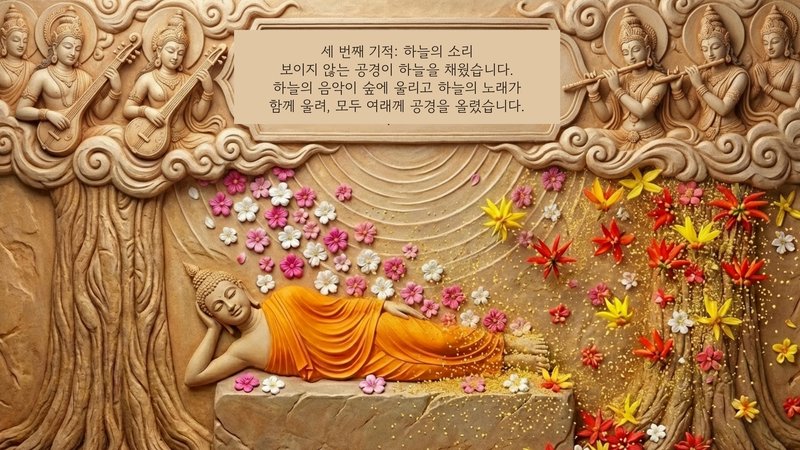 세 번째 기적: 하늘의 소리
보이지 않는 공경이 하늘을 채웠습니다.
하늘의 음악이 숲에 울리고 하늘의 노래가
함께 울려, 모두 여래께 공경을 올렸습니다.
.